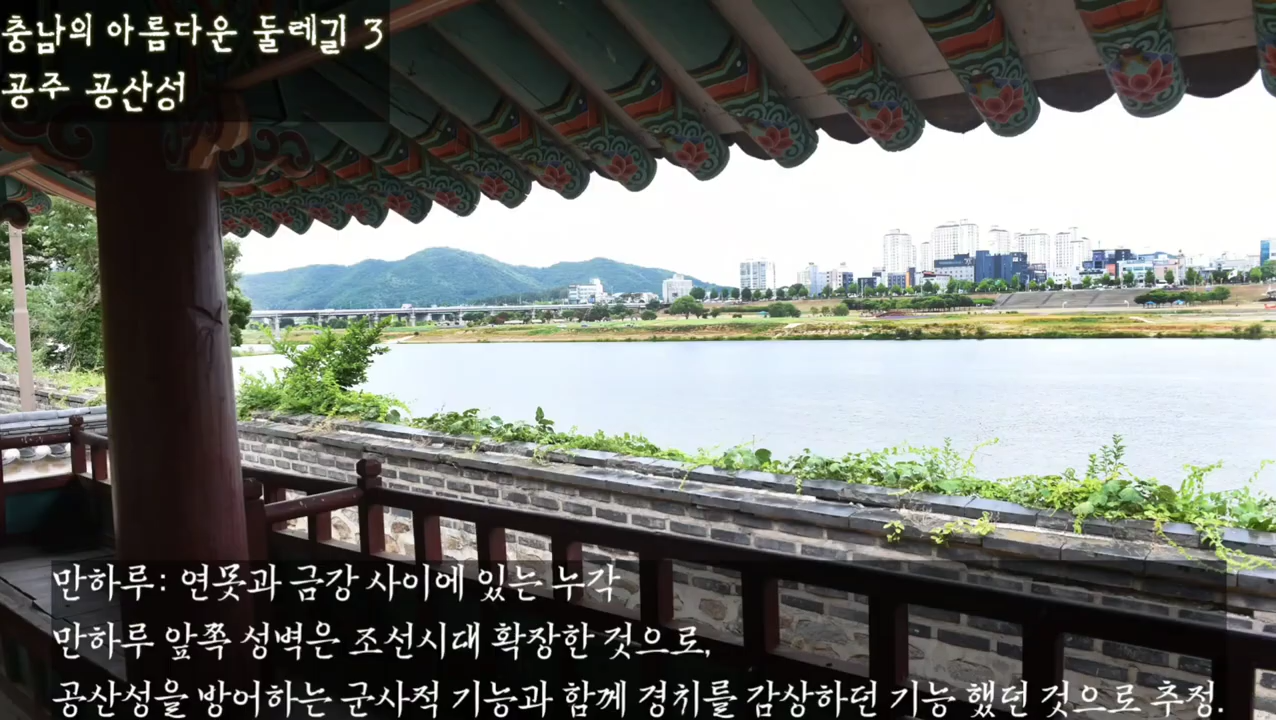 충남의 아름다운 둘레길 3
공주 공산성
만하루: 연못과 금강 사이에 있는 누각
만하루 앞쪽 성벽은 조선시대 확장한 것으로,
공산성을 방어하는 군사적 기능과 함께 경치를 감상하던 기능 했던 것으로 추정.